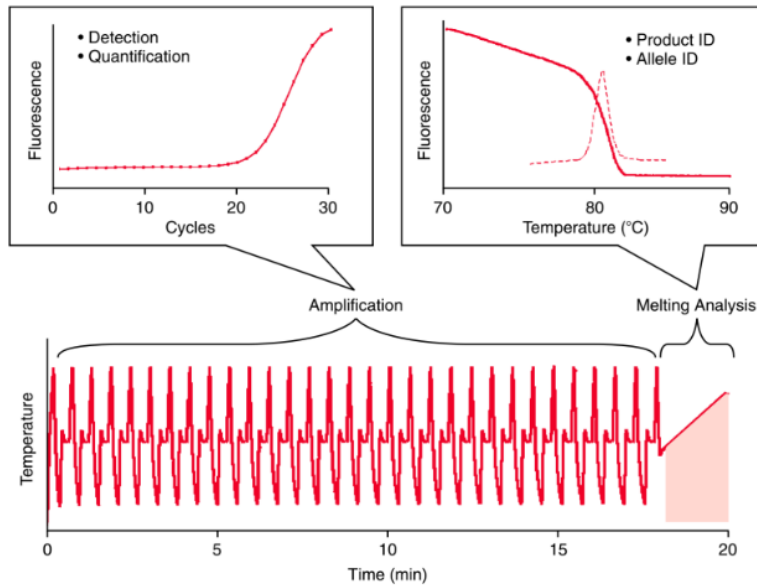 • Detection
• Quantification
Fluorescence
0 10 20 30
Cycles
• Product ID
• Allele ID
Fluorescence
70 80 90
Temperature (°C)
Amplification
Melting Analysis
Temperature
0 5 10 15 20
Time (min)